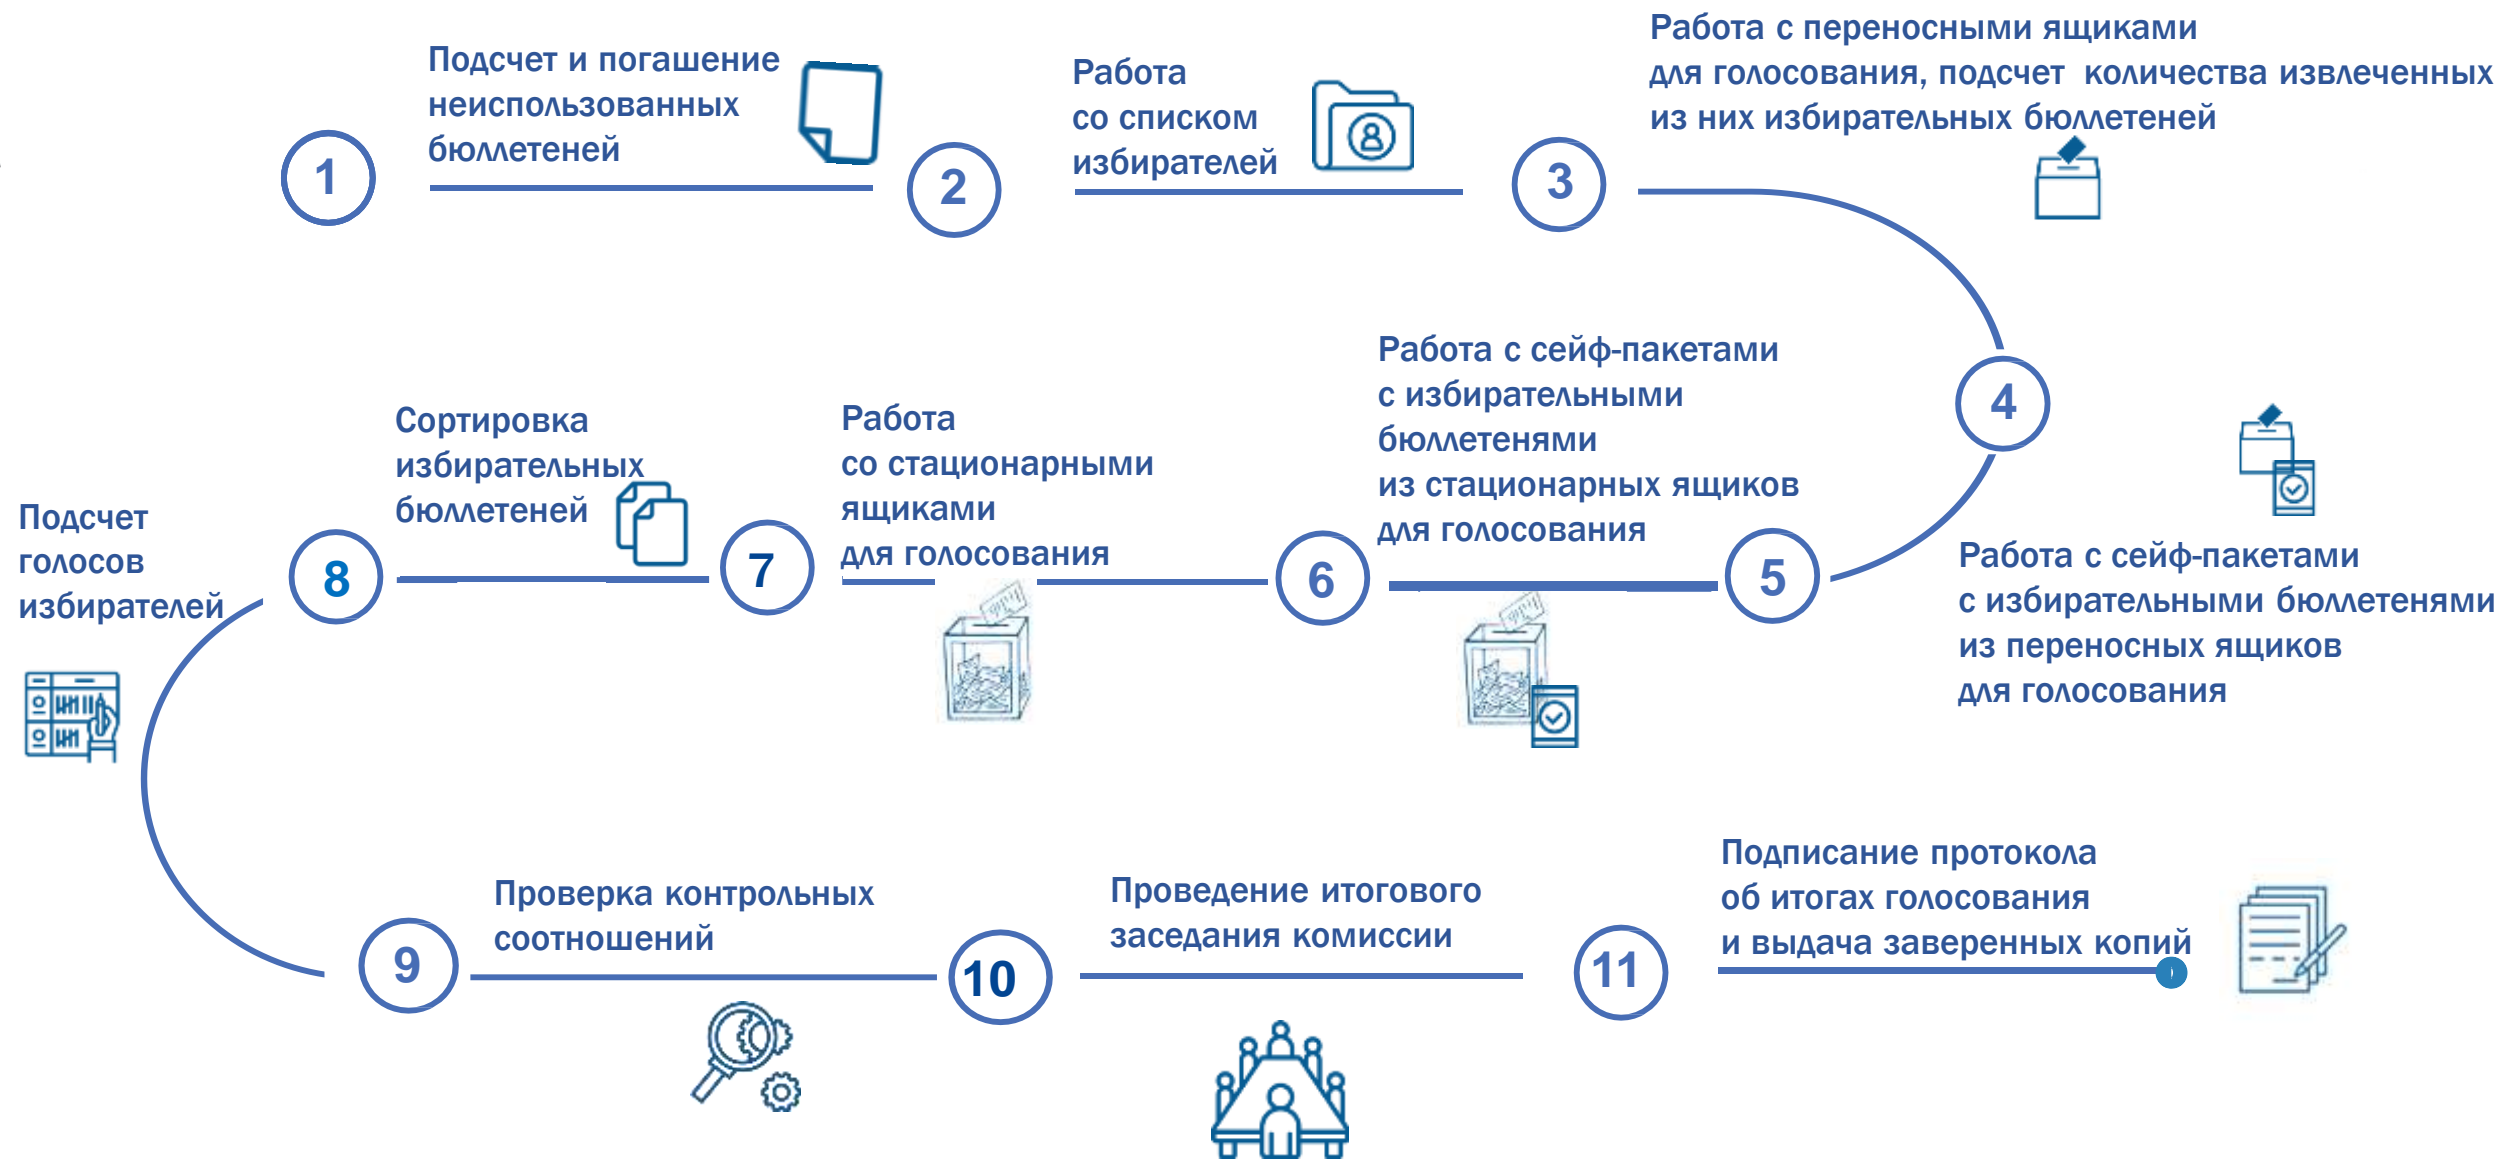 1
Подсчет и погашение
неиспользованных
бюллетеней
2
Работа
со списком
избирателей
3
Работа с переносными ящиками
для голосования, подсчет количества извлеченных
из них избирательных бюллетеней
4
Работа с сейф-пакетами
с избирательными бюллетенями
из переносных ящиков
для голосования
5
Работа с сейф-пакетами
с избирательными
бюллетенями
из стационарных ящиков
для голосования
6
Работа
со стационарными
ящиками
для голосования
7
Сортировка
избирательных
бюллетеней
8
Подсчет
голосов
избирателей
9
Проверка контрольных
соотношений
10
Проведение итогового
заседания комиссии
11
Подписание протокола
об итогах голосования
и выдача заверенных копий